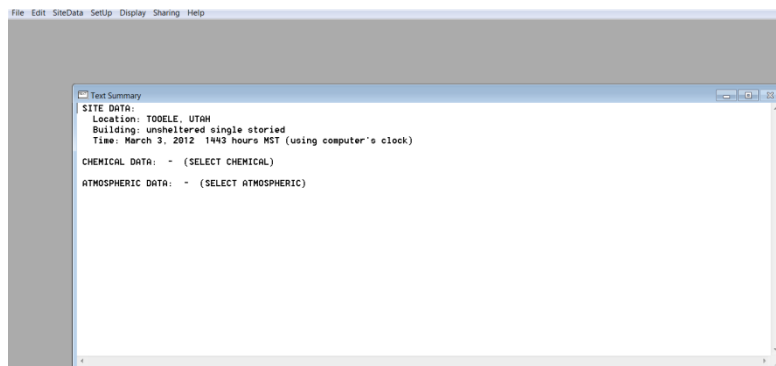 File Edit SiteData SetUp Display Sharing Help
Text Summary
SITE DATA:
Location: TOOELE, UTAH
Building: unsheltered single storied
Time: March 3, 2012 1443 hours MST (using computer's clock)
CHEMICAL DATA: - (SELECT CHEMICAL)
ATMOSPHERIC DATA: - (SELECT ATMOSPHERIC)